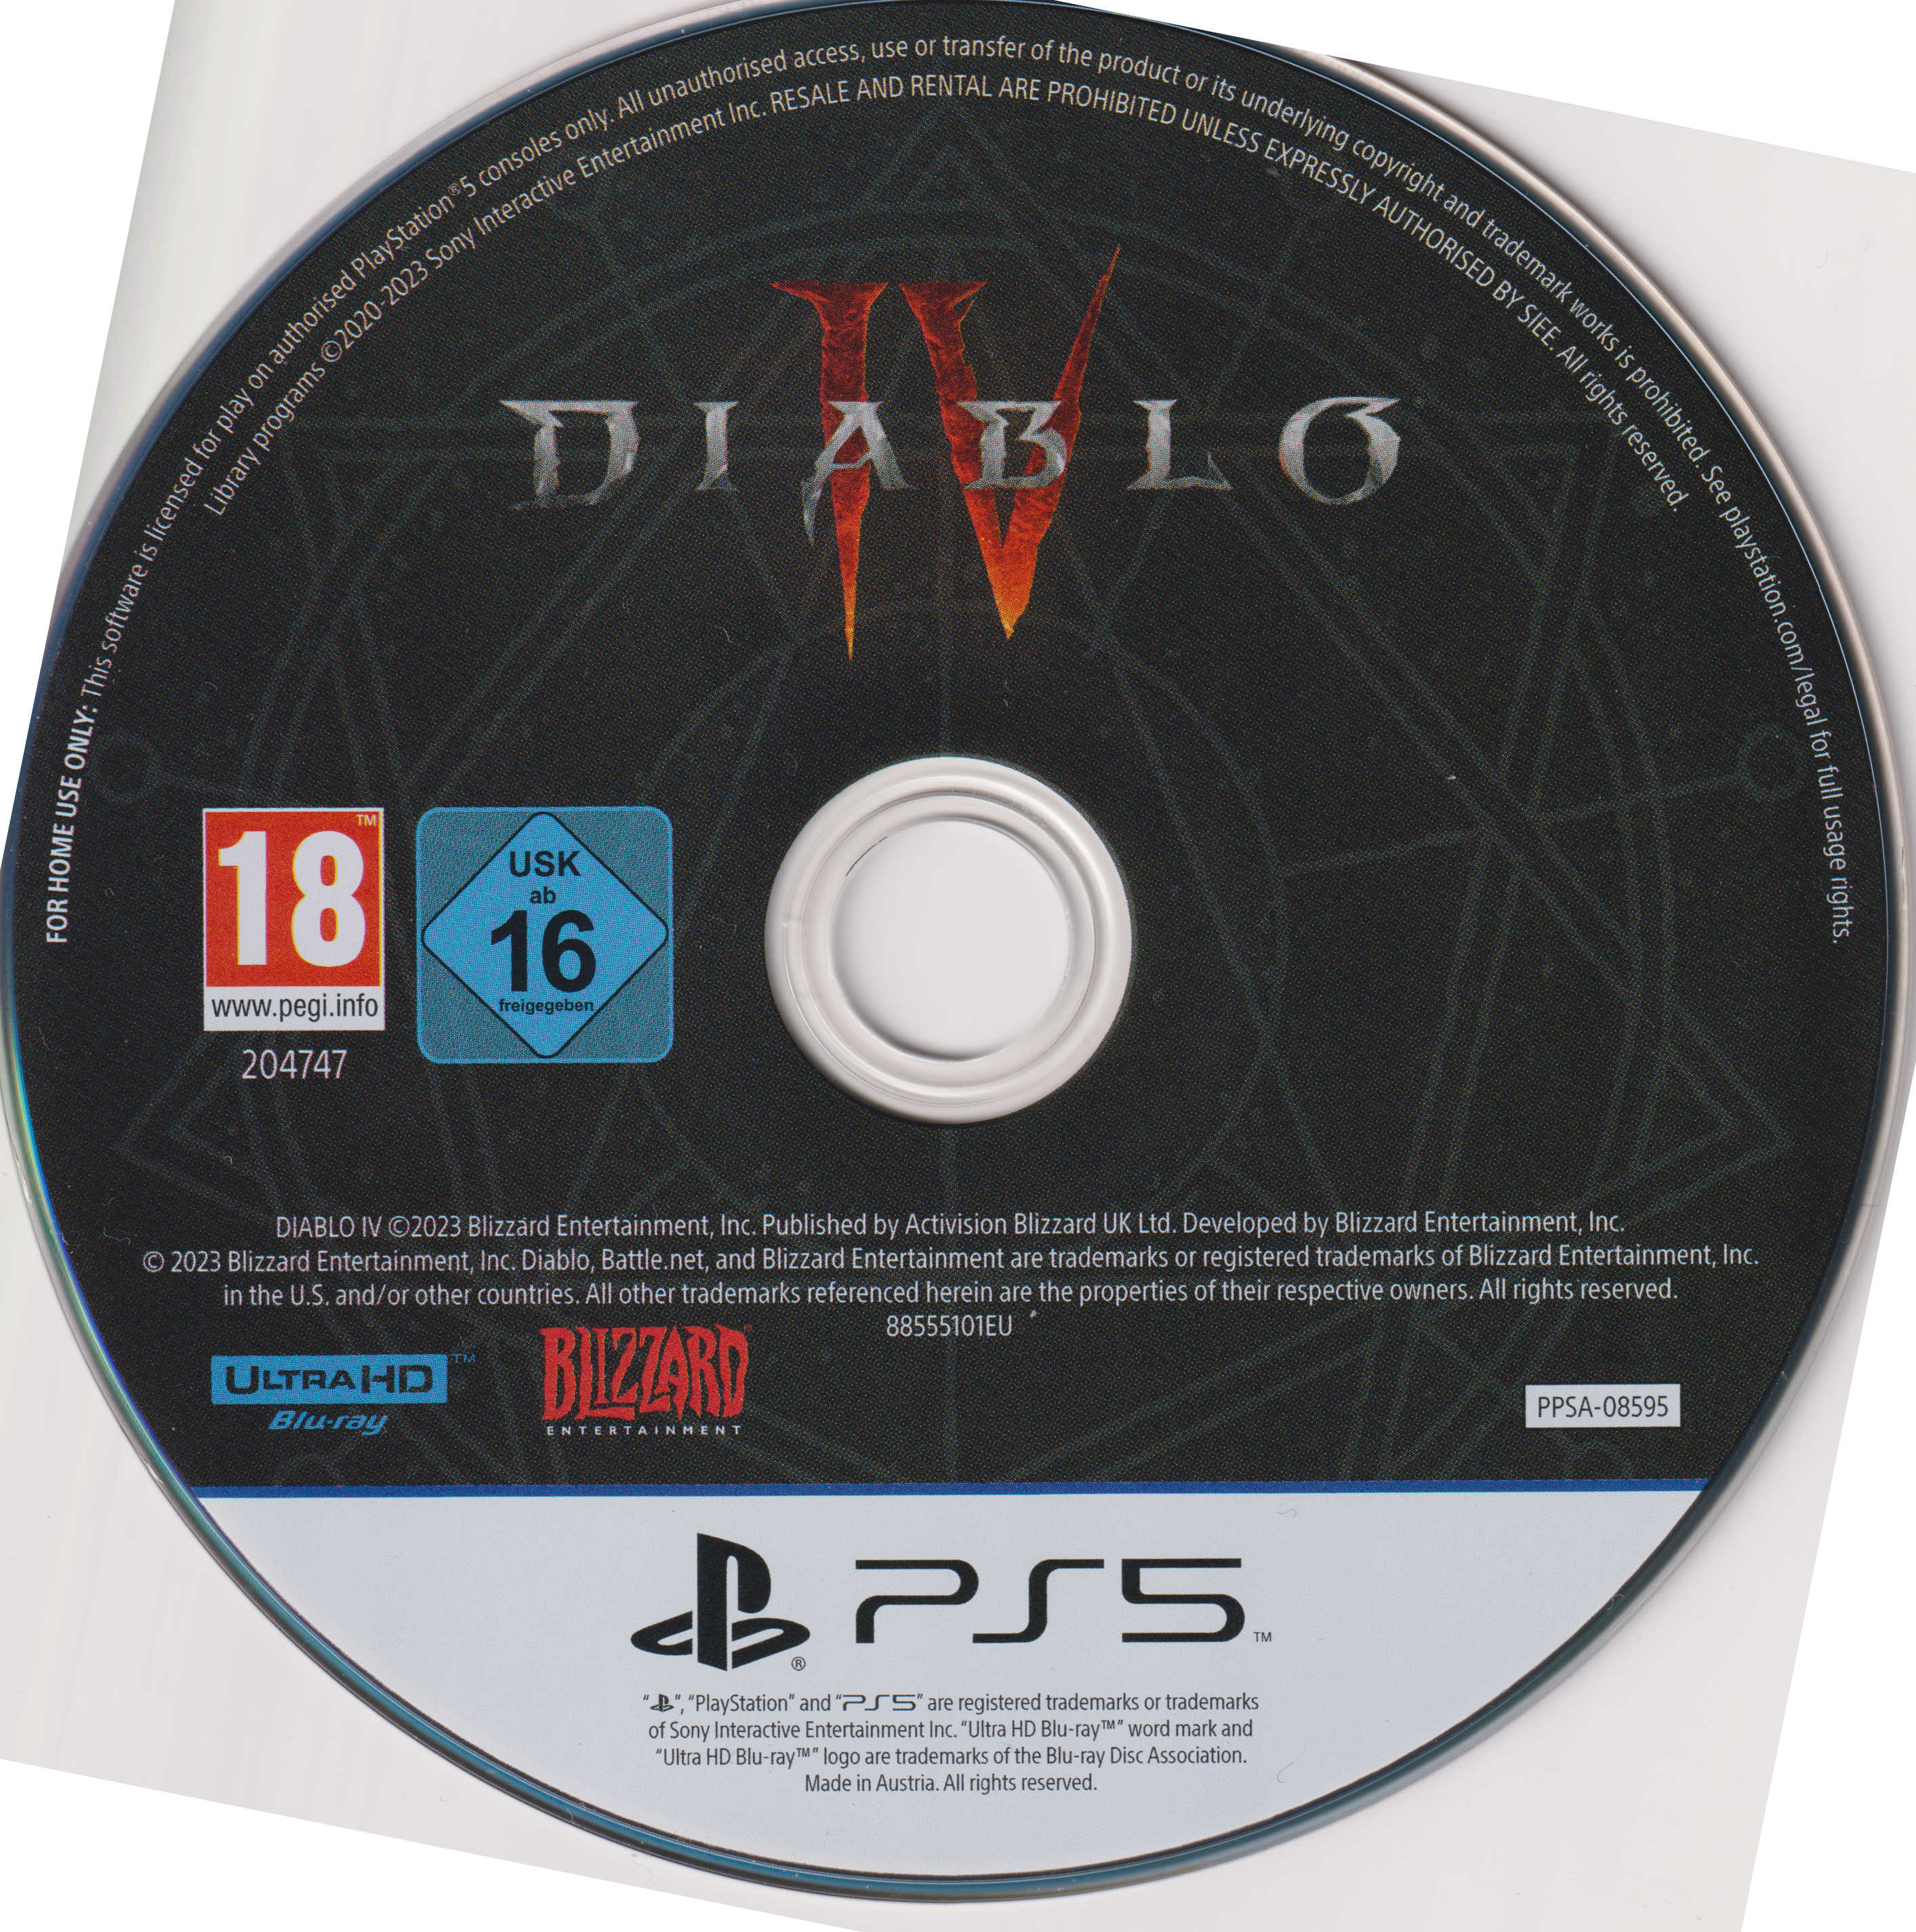 FOR HOME USE ONLY: This software is licensed for play on authorised PlayStation®5 consoles only. All unauthorised access, use or transfer of the product or its underlying copyright and trademark works is prohibited. See playstation.com/legal for full usage rights.
Library programs ©2020-2023 Sony Interactive Entertainment Inc. RESALE AND RENTAL ARE PROHIBITED UNLESS EXPRESSLY AUTHORISED BY SIEE. All rights reserved.
IV
DIABLO
18™
www.pegi.info
204747
USK
ab
16
freigegeben
DIABLO IV ©2023 Blizzard Entertainment, Inc. Published by Activision Blizzard UK Ltd. Developed by Blizzard Entertainment, Inc.
© 2023 Blizzard Entertainment, Inc. Diablo, Battle.net, and Blizzard Entertainment are trademarks or registered trademarks of Blizzard Entertainment, Inc.
in the U.S. and/or other countries. All other trademarks referenced herein are the properties of their respective owners. All rights reserved.
88555101EU
ULTRA HD™
Blu-ray
BLIZZARD®
ENTERTAINMENT
PPSA-08595
PS5™
®
“PS”, “PlayStation” and “PS5” are registered trademarks or trademarks
of Sony Interactive Entertainment Inc. “Ultra HD Blu-ray™” word mark and
“Ultra HD Blu-ray™” logo are trademarks of the Blu-ray Disc Association.
Made in Austria. All rights reserved.